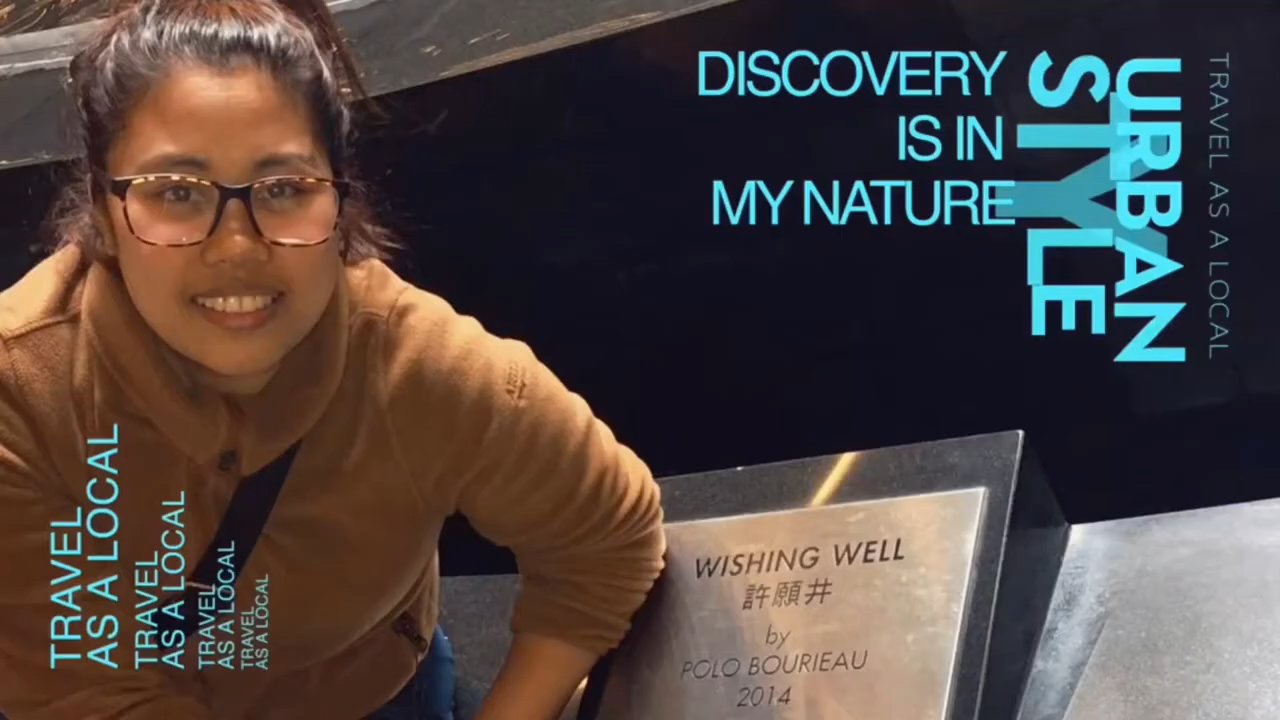 DISCOVERY
IS IN
MY NATURE
URBAN
STYLE
TRAVEL AS A LOCAL
TRAVEL
AS A LOCAL
TRAVEL
AS A LOCAL
TRAVEL
AS A LOCAL
TRAVEL
AS A LOCAL
WISHING WELL
許願井
by
POLO BOURIEAU
2014